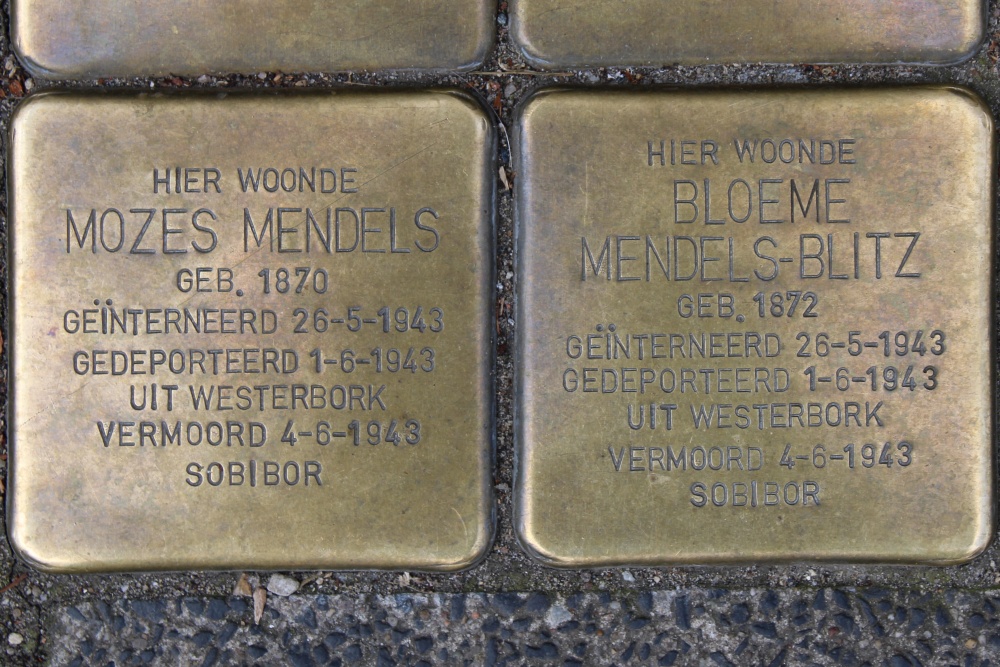 HIER WOONDE
MOZES MENDELS
GEB. 1870
GEÏNTERNEERD 26-5-1943
GEDEPORTEERD 1-6-1943
UIT WESTERBORK
VERMOORD 4-6-1943
SOBIBOR
HIER WOONDE
BLOEME
MENDELS-BLITZ
GEB. 1872
GEÏNTERNEERD 26-5-1943
GEDEPORTEERD 1-6-1943
UIT WESTERBORK
VERMOORD 4-6-1943
SOBIBOR